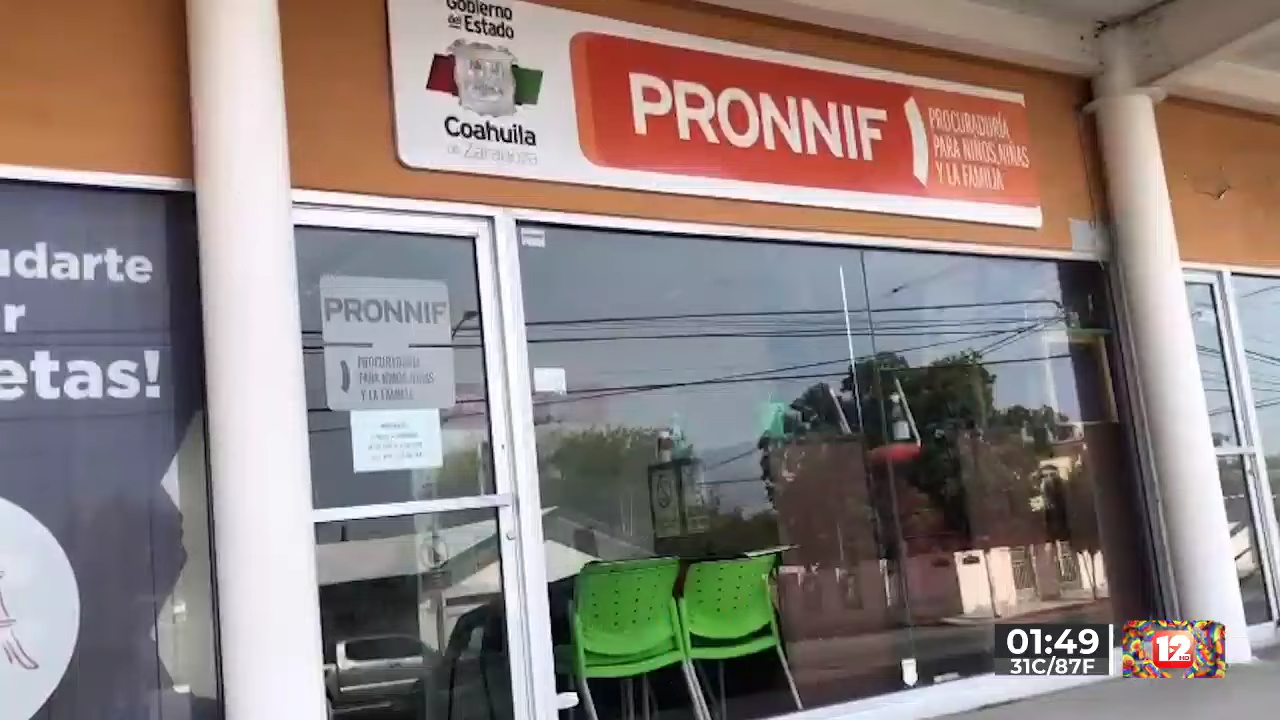 Gobierno
del Estado
Coahuila
de Zaragoza
PRONNIF
PROCURADURÍA
PARA NIÑOS, NIÑAS
Y LA FAMILIA
udarte
r
etas!
PRONNIF
PROCURADURÍA
PARA NIÑOS, NIÑAS
Y LA FAMILIA
01:49
31C/87F
12
HD